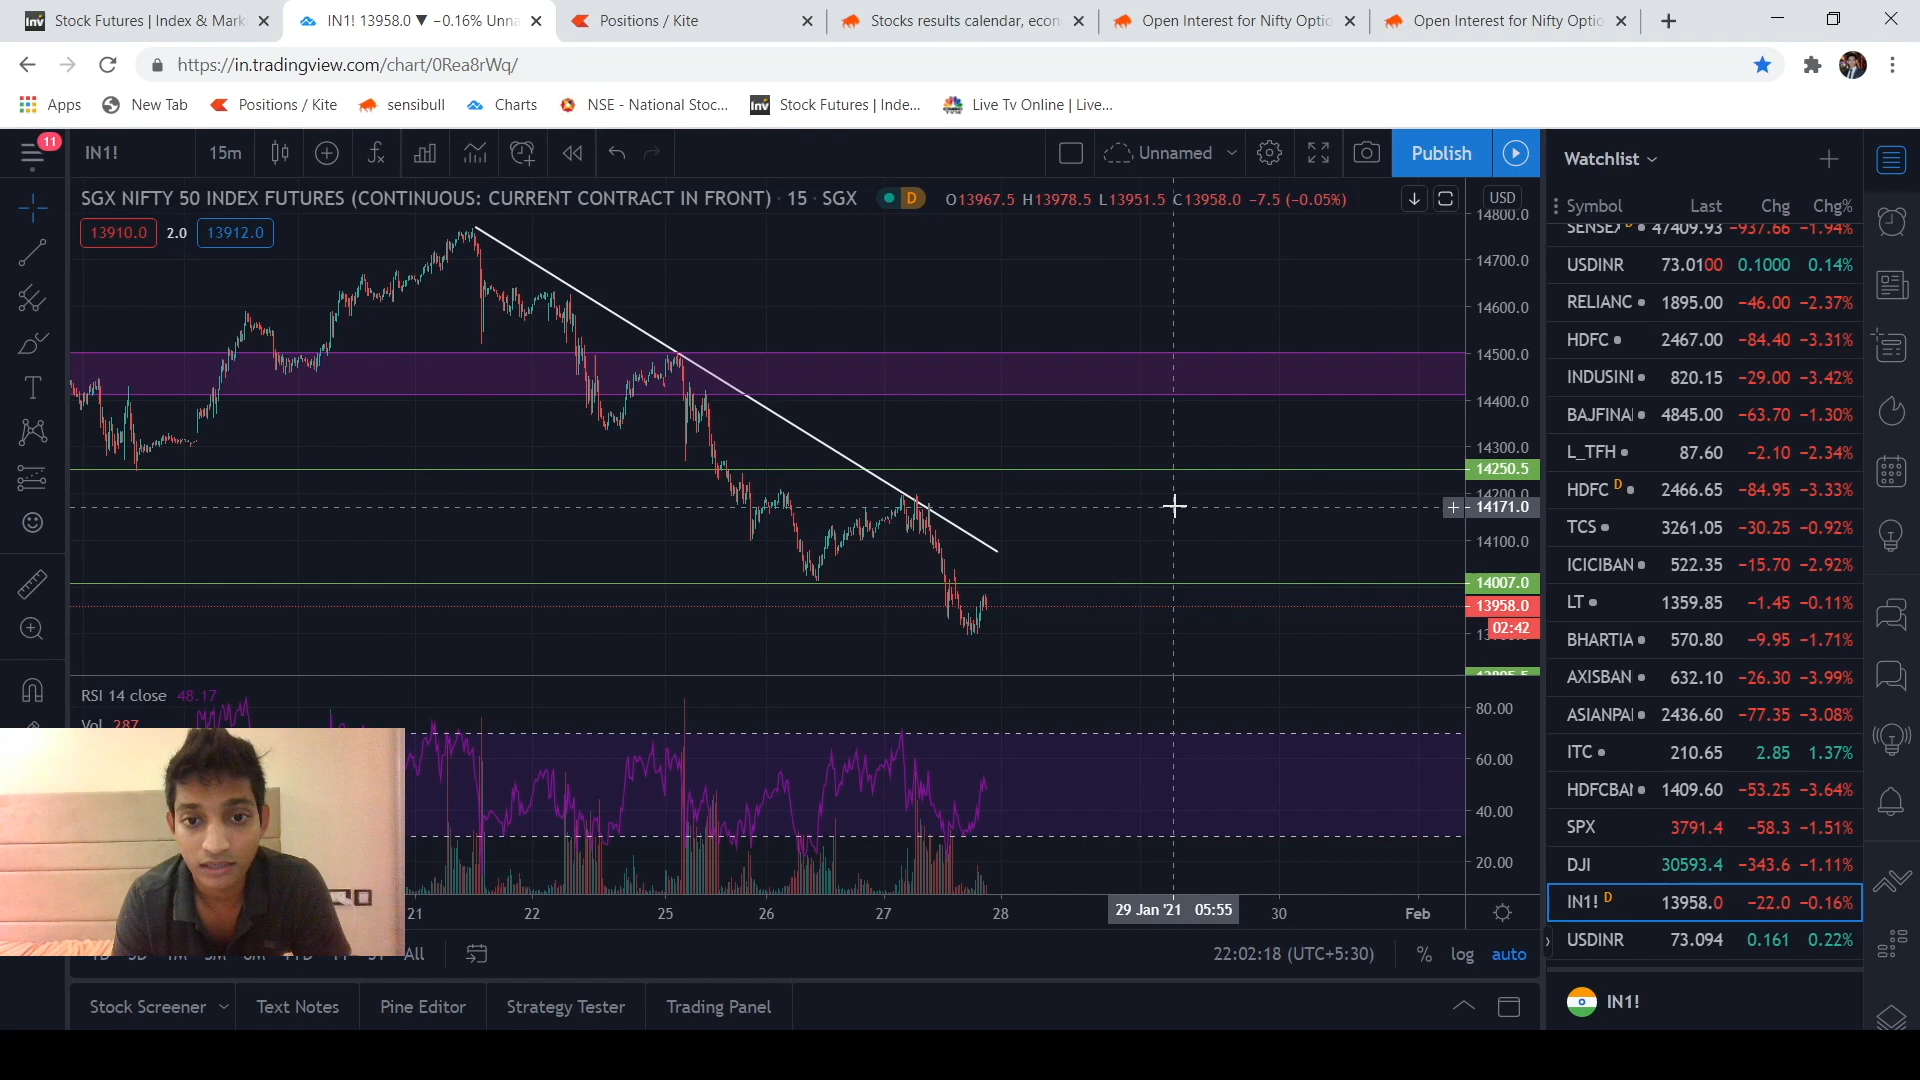 Stock Futures | Index & Mark
IN1! 13958.0 ▼ −0.16% Unna
Positions / Kite
Stocks results calendar, econ
Open Interest for Nifty Optio
Open Interest for Nifty Optio
https://in.tradingview.com/chart/0Rea8rWq/
Apps New Tab Positions / Kite sensibull Charts NSE - National Stoc... Stock Futures | Inde... Live Tv Online | Live...
11
IN1! 15m Unnamed Publish
SGX NIFTY 50 INDEX FUTURES (CONTINUOUS: CURRENT CONTRACT IN FRONT) · 15 · SGX D O13967.5 H13978.5 L13951.5 C13958.0 −7.5 (−0.05%)
13910.0 2.0 13912.0
USD
14800.0
14700.0
14600.0
14500.0
14400.0
14300.0
14250.5
14200.0
14171.0
14100.0
14007.0
13958.0
02:42
RSI 14 close 48.17
Vol 287
80.00
60.00
40.00
20.00
21 22 25 26 27 28 29 Jan '21 05:55 30 Feb
All
22:02:18 (UTC+5:30) % log auto
Stock Screener Text Notes Pine Editor Strategy Tester Trading Panel
Watchlist
Symbol Last Chg Chg%
SENSEX D 47409.93 −937.66 −1.94%
USDINR 73.0100 0.1000 0.14%
RELIANC 1895.00 −46.00 −2.37%
HDFC 2467.00 −84.40 −3.31%
INDUSINI 820.15 −29.00 −3.42%
BAJFINA 4845.00 −63.70 −1.30%
L_TFH 87.60 −2.10 −2.34%
HDFC D 2466.65 −84.95 −3.33%
TCS 3261.05 −30.25 −0.92%
ICICIBAN 522.35 −15.70 −2.92%
LT 1359.85 −1.45 −0.11%
BHARTIA 570.80 −9.95 −1.71%
AXISBAN 632.10 −26.30 −3.99%
ASIANPAI 2436.60 −77.35 −3.08%
ITC 210.65 2.85 1.37%
HDFCBAI 1409.60 −53.25 −3.64%
SPX 3791.4 −58.3 −1.51%
DJI 30593.4 −343.6 −1.11%
IN1! D 13958.0 −22.0 −0.16%
USDINR 73.094 0.161 0.22%
IN1!